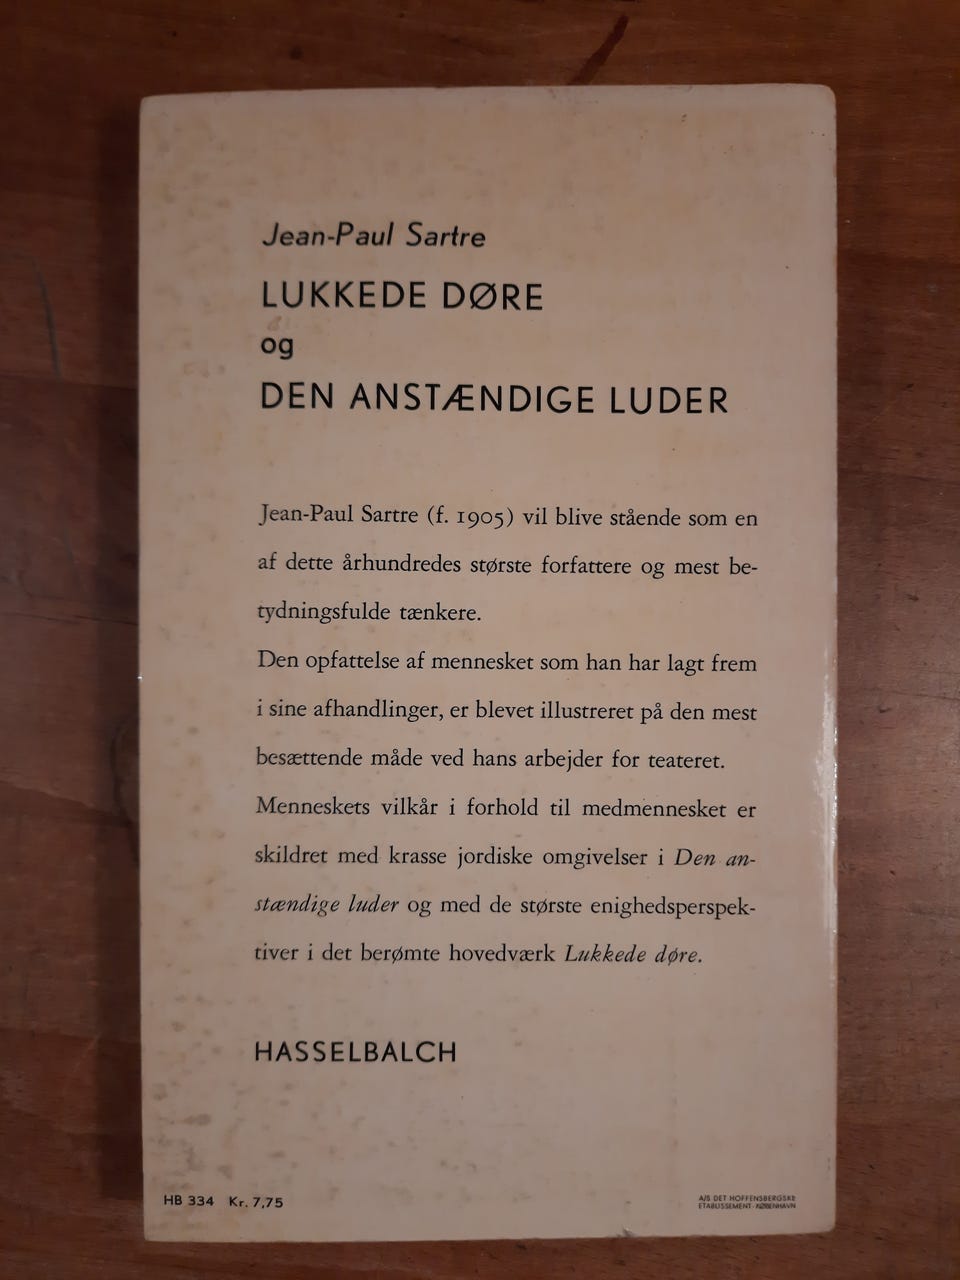 Jean-Paul Sartre
LUKKEDE DØRE
og
DEN ANSTÆNDIGE LUDER
Jean-Paul Sartre (f. 1905) vil blive stående som en
af dette århundredes største forfattere og mest be-
tydningsfulde tænkere.
Den opfattelse af mennesket som han har lagt frem
i sine afhandlinger, er blevet illustreret på den mest
besættende måde ved hans arbejder for teateret.
Menneskets vilkår i forhold til medmennesket er
skildret med krasse jordiske omgivelser i Den an-
stændige luder og med de største enighedsperspek-
tiver i det berømte hovedværk Lukkede døre.
HASSELBALCH
HB 334 Kr. 7,75
A/S DET HOFFENSBERGSKE
ETABLISSEMENT · KØBENHAVN